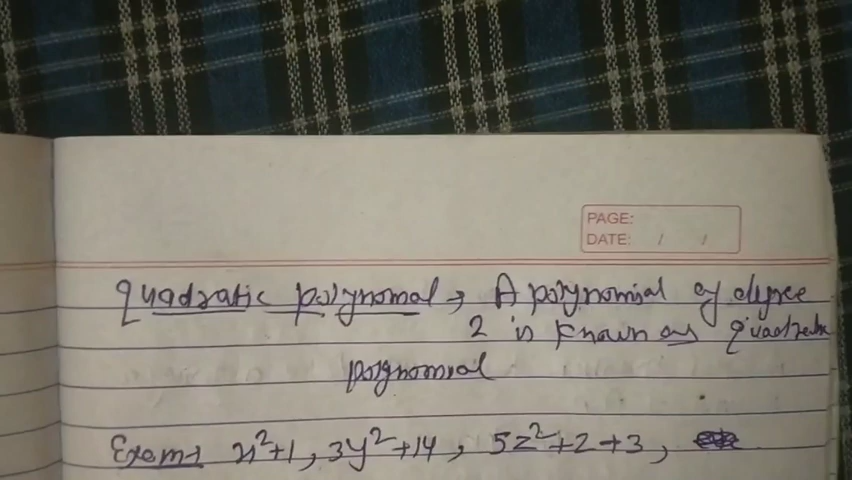 PAGE:
DATE: / /
Quadratic polynomal → A polynomial of degree
2 is known as quadratic
polynomial
Exam→ x²+1, 3y²+14, 5z²+2+3,